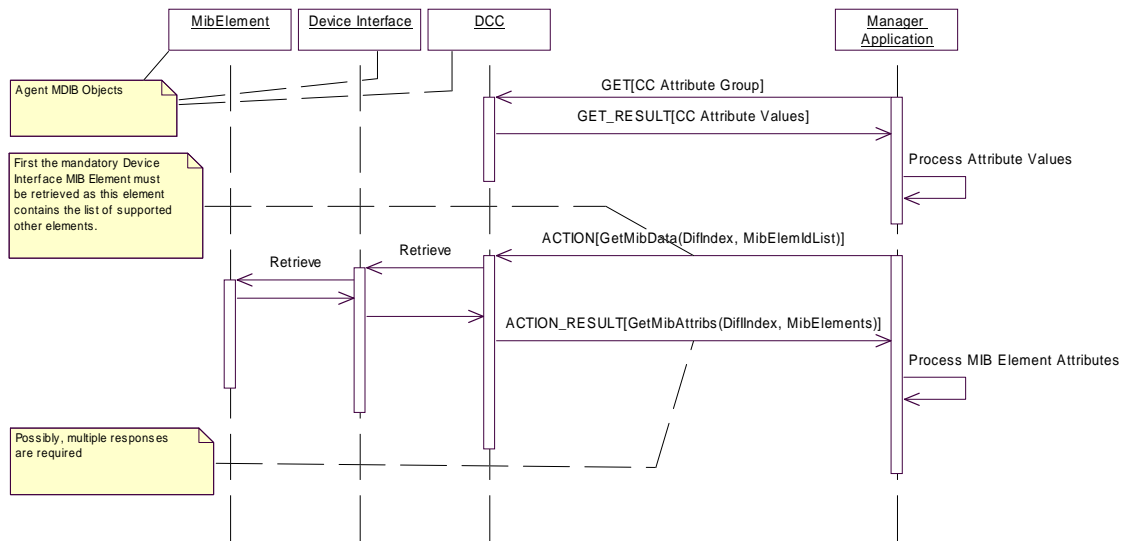 MibElement
Device Interface
DCC
Manager
Application
Agent MDIB Objects
GET[CC Attribute Group]
GET_RESULT[CC Attribute Values]
Process Attribute Values
First the mandatory Device
Interface MIB Element must
be retrieved as this element
contains the list of supported
other elements.
ACTION[GetMibData(DifIndex, MibElemIdList)]
Retrieve
Retrieve
ACTION_RESULT[GetMibAttribs(DifIIndex, MibElements)]
Process MIB Element Attributes
Possibly, multiple responses
are required